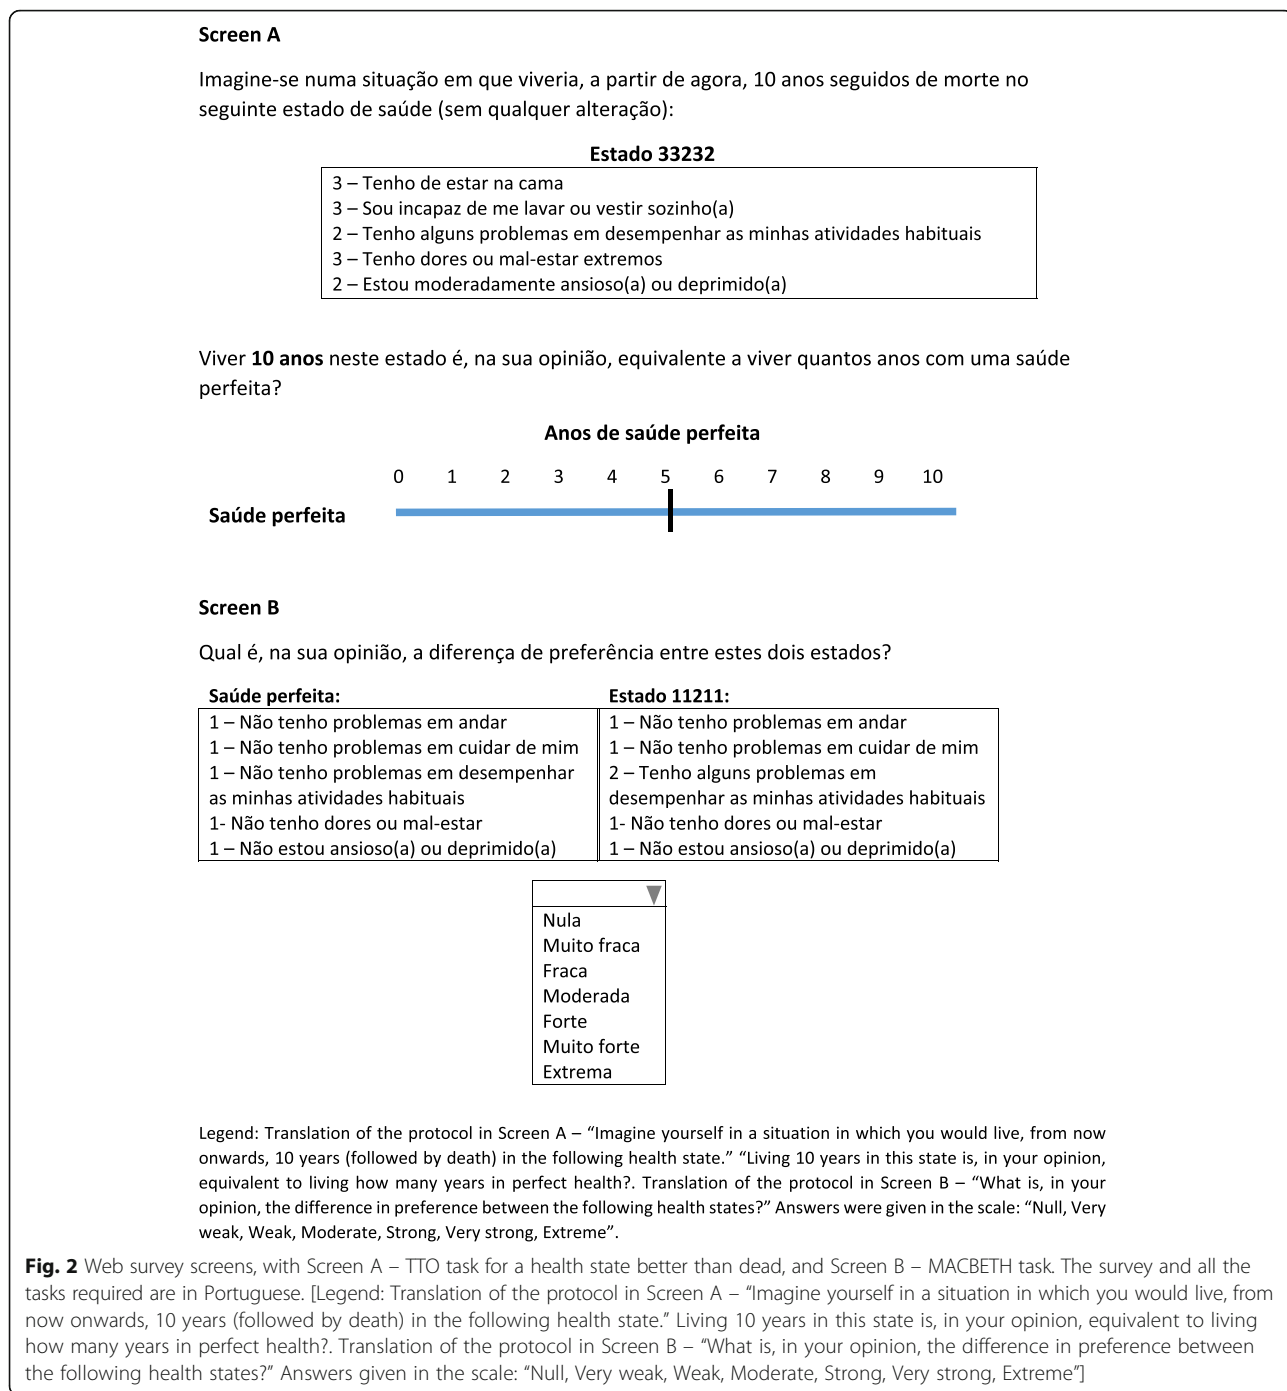 Screen A
Imagine-se numa situação em que viveria, a partir de agora, 10 anos seguidos de morte no
seguinte estado de saúde (sem qualquer alteração):
Estado 33232
3 – Tenho de estar na cama
3 – Sou incapaz de me lavar ou vestir sozinho(a)
2 – Tenho alguns problemas em desempenhar as minhas atividades habituais
3 – Tenho dores ou mal-estar extremos
2 – Estou moderadamente ansioso(a) ou deprimido(a)
Viver 10 anos neste estado é, na sua opinião, equivalente a viver quantos anos com uma saúde
perfeita?
Anos de saúde perfeita
0 1 2 3 4 5 6 7 8 9 10
Saúde perfeita
Screen B
Qual é, na sua opinião, a diferença de preferência entre estes dois estados?
Saúde perfeita:
1 – Não tenho problemas em andar
1 – Não tenho problemas em cuidar de mim
1 – Não tenho problemas em desempenhar
as minhas atividades habituais
1- Não tenho dores ou mal-estar
1 – Não estou ansioso(a) ou deprimido(a)
Estado 11211:
1 – Não tenho problemas em andar
1 – Não tenho problemas em cuidar de mim
2 – Tenho alguns problemas em
desempenhar as minhas atividades habituais
1- Não tenho dores ou mal-estar
1 – Não estou ansioso(a) ou deprimido(a)
Nula
Muito fraca
Fraca
Moderada
Forte
Muito forte
Extrema
Legend: Translation of the protocol in Screen A – “Imagine yourself in a situation in which you would live, from now
onwards, 10 years (followed by death) in the following health state.” “Living 10 years in this state is, in your opinion,
equivalent to living how many years in perfect health?. Translation of the protocol in Screen B – “What is, in your
opinion, the difference in preference between the following health states?” Answers were given in the scale: “Null, Very
weak, Weak, Moderate, Strong, Very strong, Extreme”.
Fig. 2 Web survey screens, with Screen A – TTO task for a health state better than dead, and Screen B – MACBETH task. The survey and all the
tasks required are in Portuguese. [Legend: Translation of the protocol in Screen A – “Imagine yourself in a situation in which you would live, from
now onwards, 10 years (followed by death) in the following health state.” Living 10 years in this state is, in your opinion, equivalent to living
how many years in perfect health?. Translation of the protocol in Screen B – “What is, in your opinion, the difference in preference between
the following health states?” Answers given in the scale: “Null, Very weak, Weak, Moderate, Strong, Very strong, Extreme”]